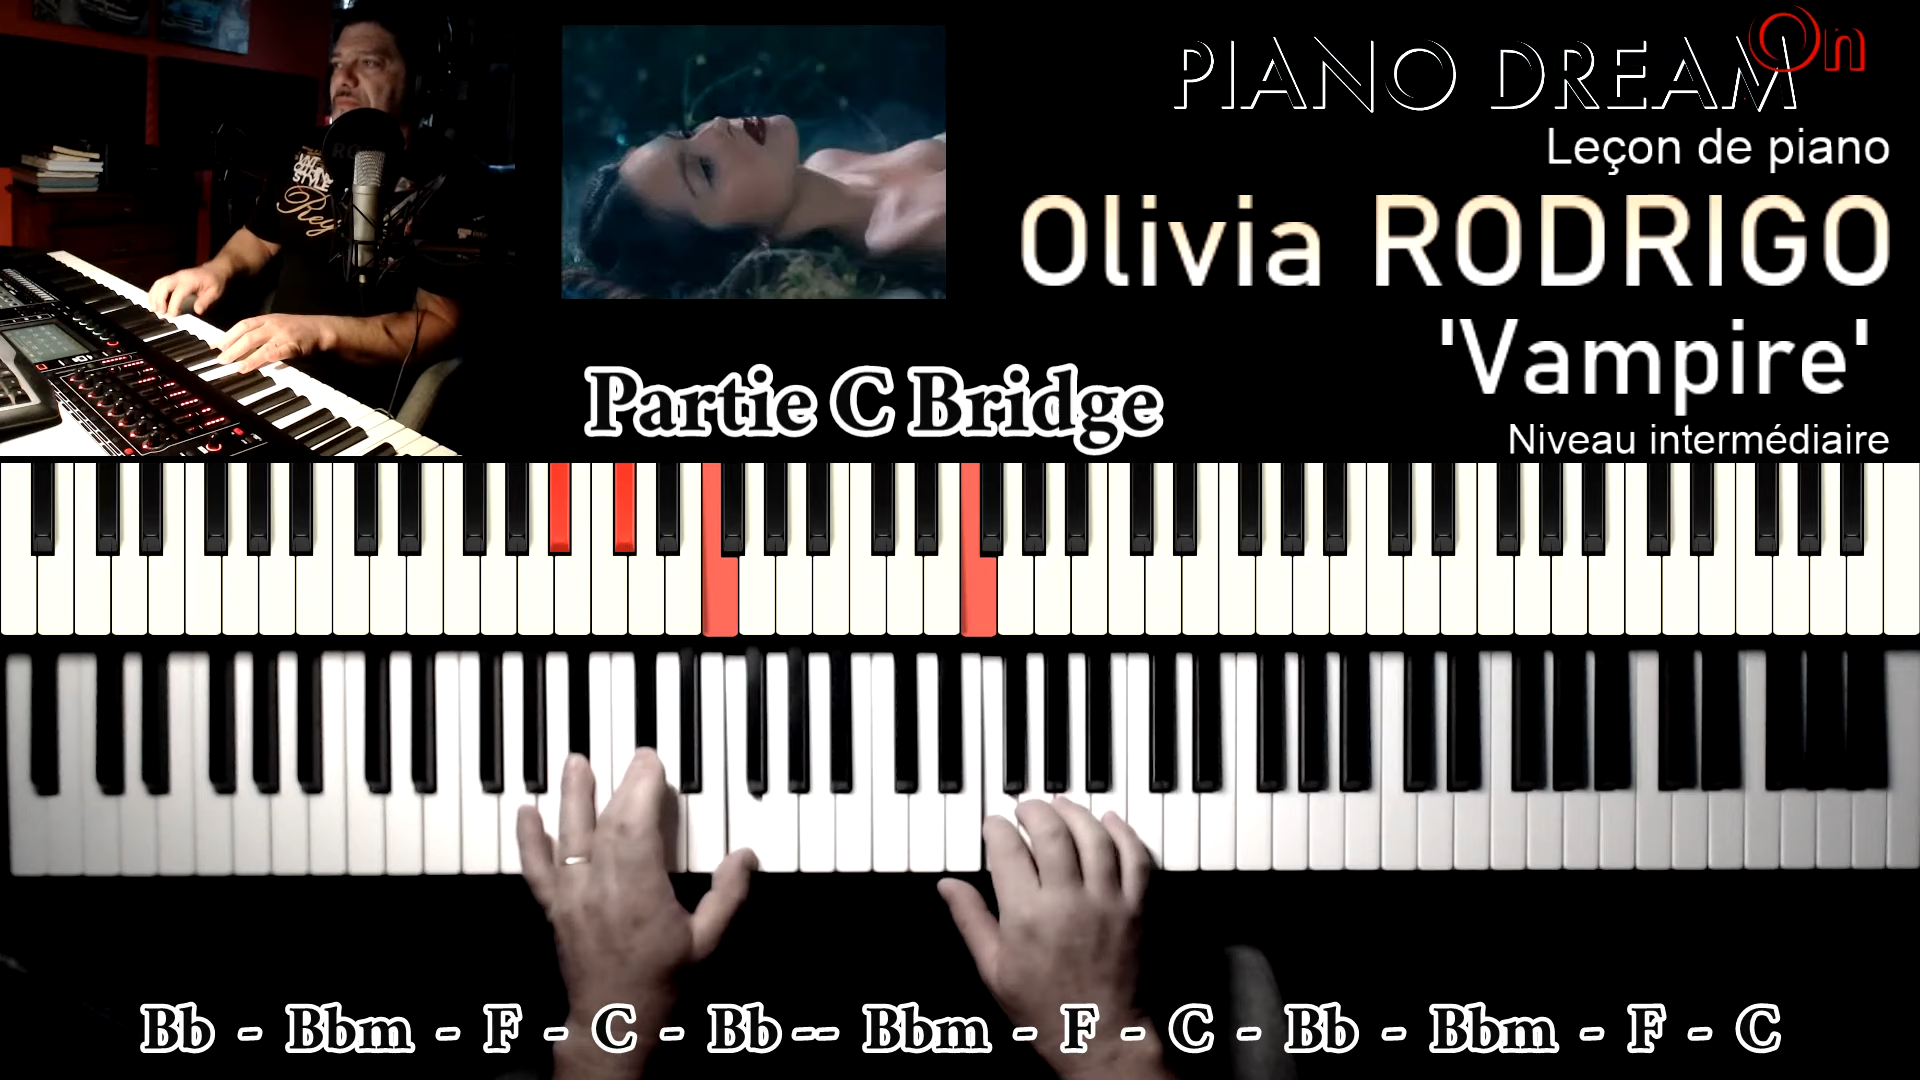 PIANO DREAM On
Leçon de piano
Olivia RODRIGO
'Vampire'
Niveau intermédiaire
Partie C Bridge
Bb - Bbm - F - C - Bb -- Bbm - F - C - Bb - Bbm - F - C